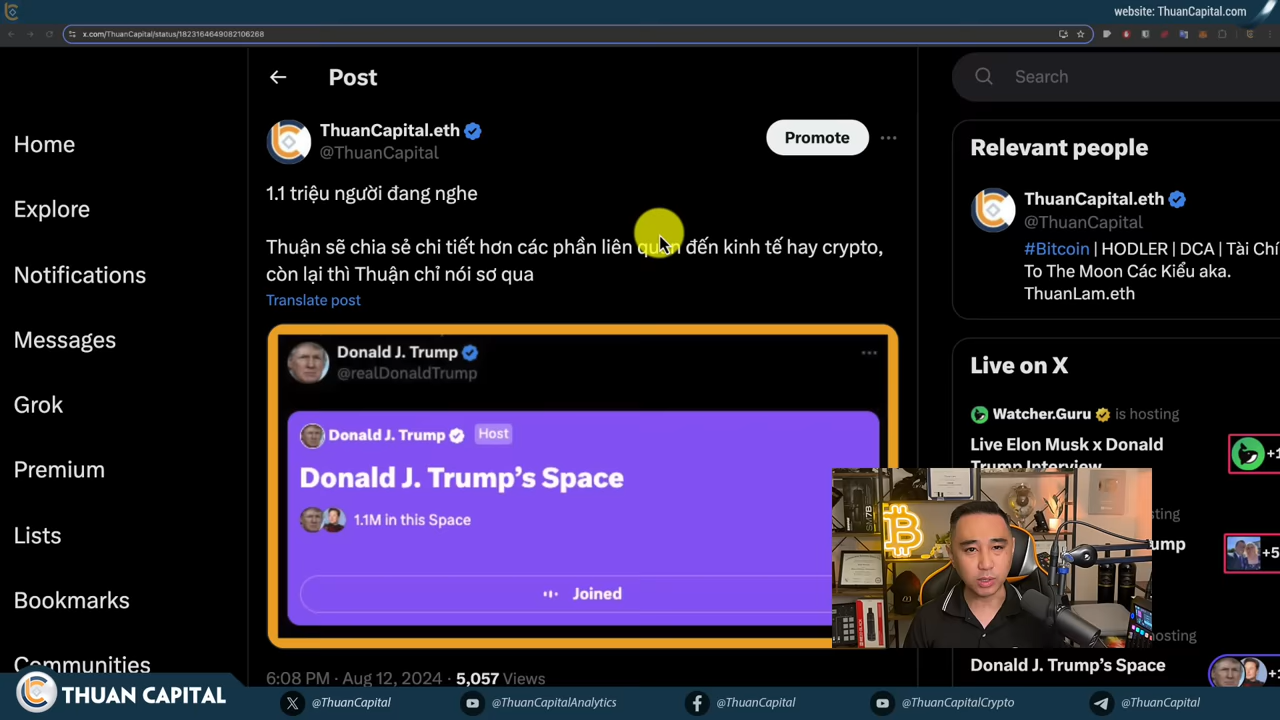 website: ThuanCapital.com
x.com/ThuanCapital/status/1823164649082106268
Home
Explore
Notifications
Messages
Grok
Premium
Lists
Bookmarks
Communities
Post
ThuanCapital.eth
@ThuanCapital
Promote
1.1 triệu người đang nghe
Thuận sẽ chia sẻ chi tiết hơn các phần liên quan đến kinh tế hay crypto,
còn lại thì Thuận chỉ nói sơ qua
Translate post
Donald J. Trump
@realDonaldTrump
Donald J. Trump Host
Donald J. Trump’s Space
1.1M in this Space
Joined
6:08 PM · Aug 12, 2024 · 5,057 Views
Search
Relevant people
ThuanCapital.eth
@ThuanCapital
#Bitcoin | HODLER | DCA | Tài Chí
To The Moon Các Kiểu aka.
ThuanLam.eth
Live on X
Watcher.Guru is hosting
Live Elon Musk x Donald
Trump Interview
+1
+5
hosting
Donald J. Trump’s Space
SM7B
THUAN CAPITAL
@ThuanCapital
@ThuanCapitalAnalytics
@ThuanCapital
@ThuanCapitalCrypto
@ThuanCapital